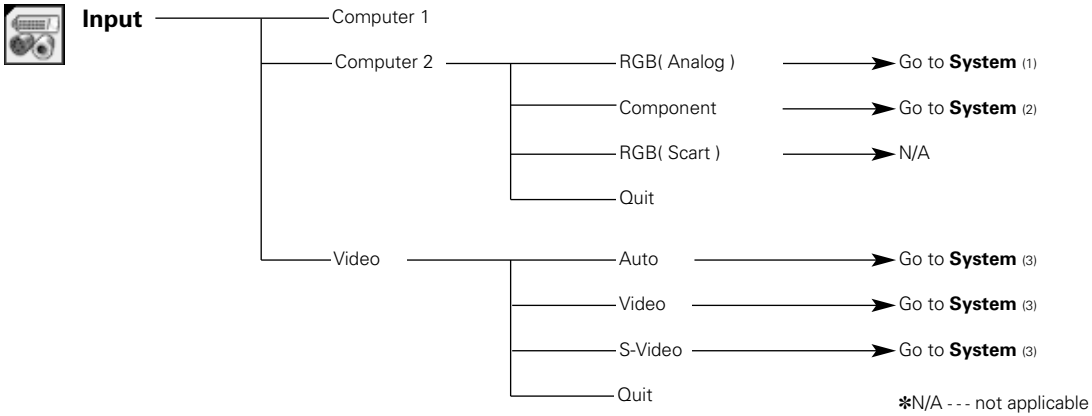 Input
Computer 1
Computer 2
RGB( Analog )
Go to System (1)
Component
Go to System (2)
RGB( Scart )
N/A
Quit
Video
Auto
Go to System (3)
Video
Go to System (3)
S-Video
Go to System (3)
Quit
✽N/A - - - not applicable